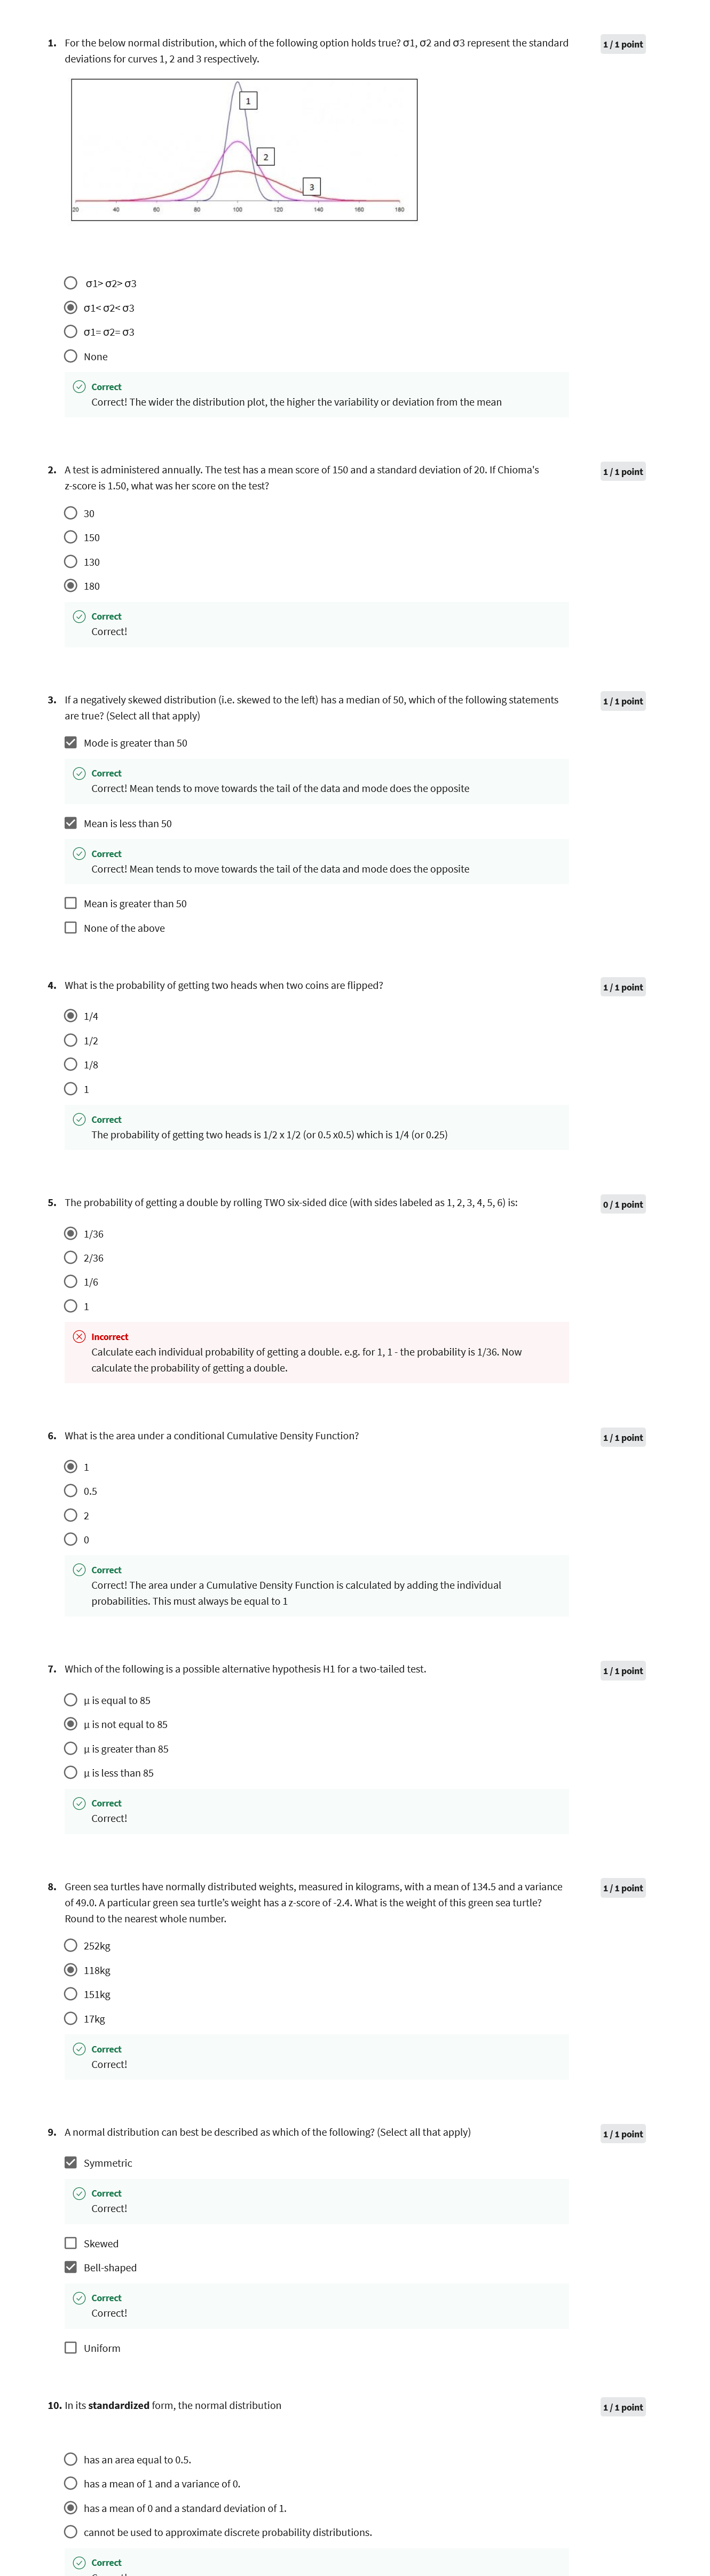 1. For the below normal distribution, which of the following option holds true? σ1, σ2 and σ3 represent the standard
deviations for curves 1, 2 and 3 respectively.
1 / 1 point
1
2
3
20 40 60 80 100 120 140 160 180
σ1> σ2> σ3
σ1< σ2< σ3
σ1= σ2= σ3
None
Correct
Correct! The wider the distribution plot, the higher the variability or deviation from the mean
2. A test is administered annually. The test has a mean score of 150 and a standard deviation of 20. If Chioma's
z-score is 1.50, what was her score on the test?
1 / 1 point
30
150
130
180
Correct
Correct!
3. If a negatively skewed distribution (i.e. skewed to the left) has a median of 50, which of the following statements
are true? (Select all that apply)
1 / 1 point
Mode is greater than 50
Correct
Correct! Mean tends to move towards the tail of the data and mode does the opposite
Mean is less than 50
Correct
Correct! Mean tends to move towards the tail of the data and mode does the opposite
Mean is greater than 50
None of the above
4. What is the probability of getting two heads when two coins are flipped?
1 / 1 point
1/4
1/2
1/8
1
Correct
The probability of getting two heads is 1/2 x 1/2 (or 0.5 x0.5) which is 1/4 (or 0.25)
5. The probability of getting a double by rolling TWO six-sided dice (with sides labeled as 1, 2, 3, 4, 5, 6) is:
0 / 1 point
1/36
2/36
1/6
1
Incorrect
Calculate each individual probability of getting a double. e.g. for 1, 1 - the probability is 1/36. Now
calculate the probability of getting a double.
6. What is the area under a conditional Cumulative Density Function?
1 / 1 point
1
0.5
2
0
Correct
Correct! The area under a Cumulative Density Function is calculated by adding the individual
probabilities. This must always be equal to 1
7. Which of the following is a possible alternative hypothesis H1 for a two-tailed test.
1 / 1 point
μ is equal to 85
μ is not equal to 85
μ is greater than 85
μ is less than 85
Correct
Correct!
8. Green sea turtles have normally distributed weights, measured in kilograms, with a mean of 134.5 and a variance
of 49.0. A particular green sea turtle’s weight has a z-score of -2.4. What is the weight of this green sea turtle?
Round to the nearest whole number.
1 / 1 point
252kg
118kg
151kg
17kg
Correct
Correct!
9. A normal distribution can best be described as which of the following? (Select all that apply)
1 / 1 point
Symmetric
Correct
Correct!
Skewed
Bell-shaped
Correct
Correct!
Uniform
10. In its standardized form, the normal distribution
1 / 1 point
has an area equal to 0.5.
has a mean of 1 and a variance of 0.
has a mean of 0 and a standard deviation of 1.
cannot be used to approximate discrete probability distributions.
Correct